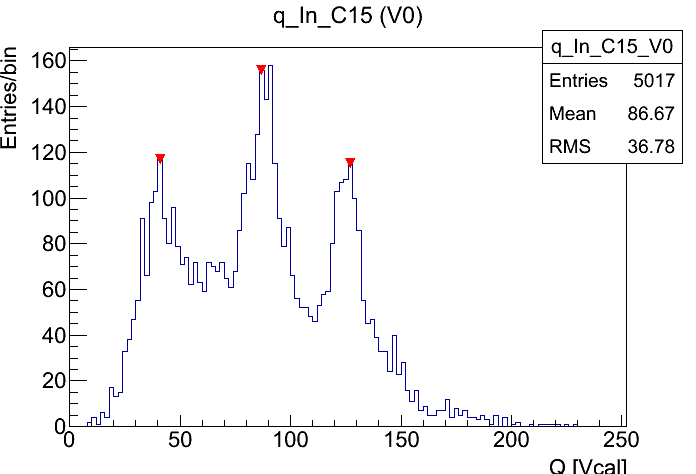 q_In_C15 (V0)
q_In_C15_V0
Entries 5017
Mean 86.67
RMS 36.78
Entries/bin
160
140
120
100
80
60
40
20
0
0 50 100 150 200 250
Q [Vcal]